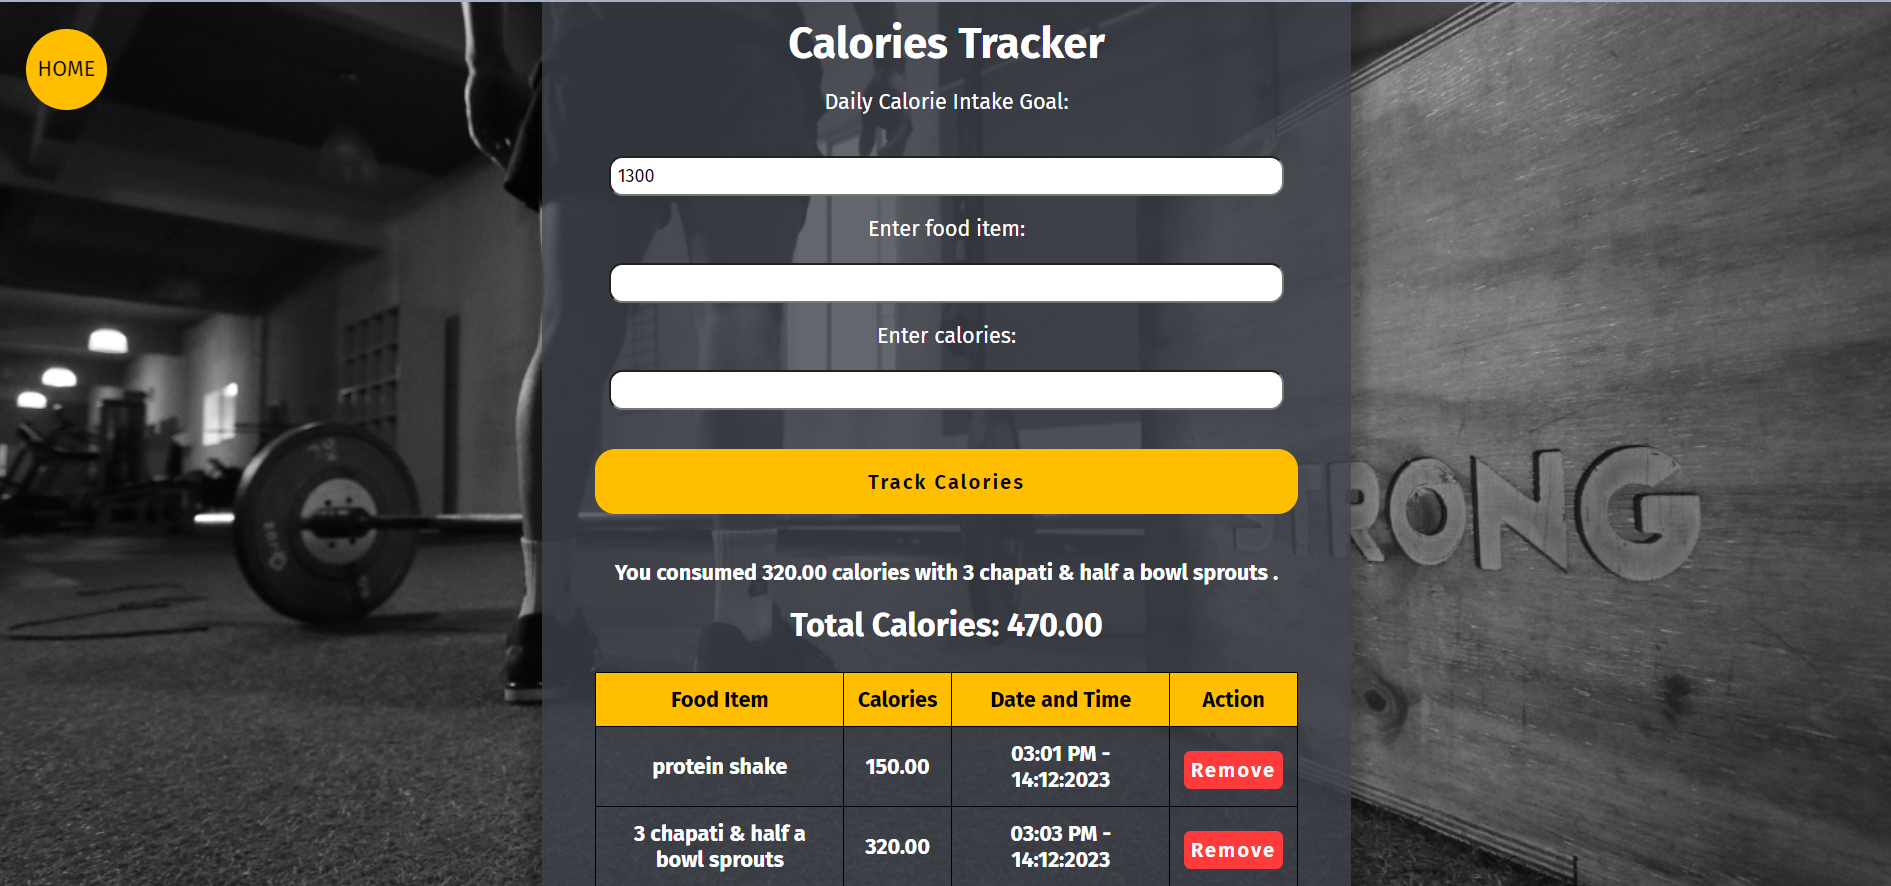 HOME
Calories Tracker
Daily Calorie Intake Goal:
1300
Enter food item:
Enter calories:
Track Calories
STRONG
You consumed 320.00 calories with 3 chapati & half a bowl sprouts .
Total Calories: 470.00
Food Item Calories Date and Time Action
protein shake 150.00 03:01 PM -
14:12:2023 Remove
3 chapati & half a
bowl sprouts 320.00 03:03 PM -
14:12:2023 Remove